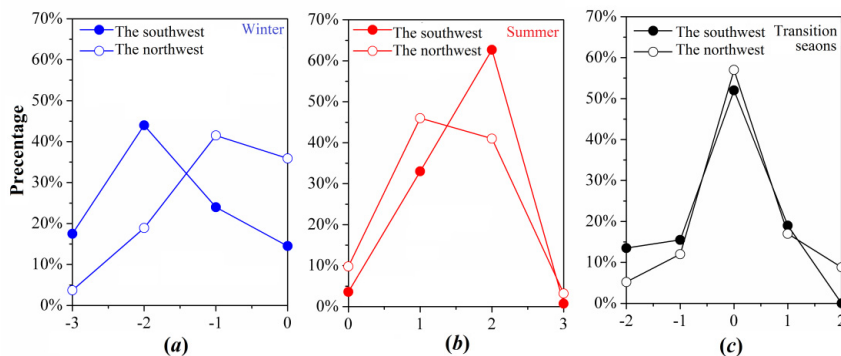 Precentage
70%
60%
50%
40%
30%
20%
10%
0%
The southwest
The northwest
Winter
-3
-2
-1
0
(a)
70%
60%
50%
40%
30%
20%
10%
0%
The southwest
The northwest
Summer
0
1
2
3
(b)
70%
60%
50%
40%
30%
20%
10%
0%
The southwest
The northwest
Transition
seaons
-2
-1
0
1
2
(c)